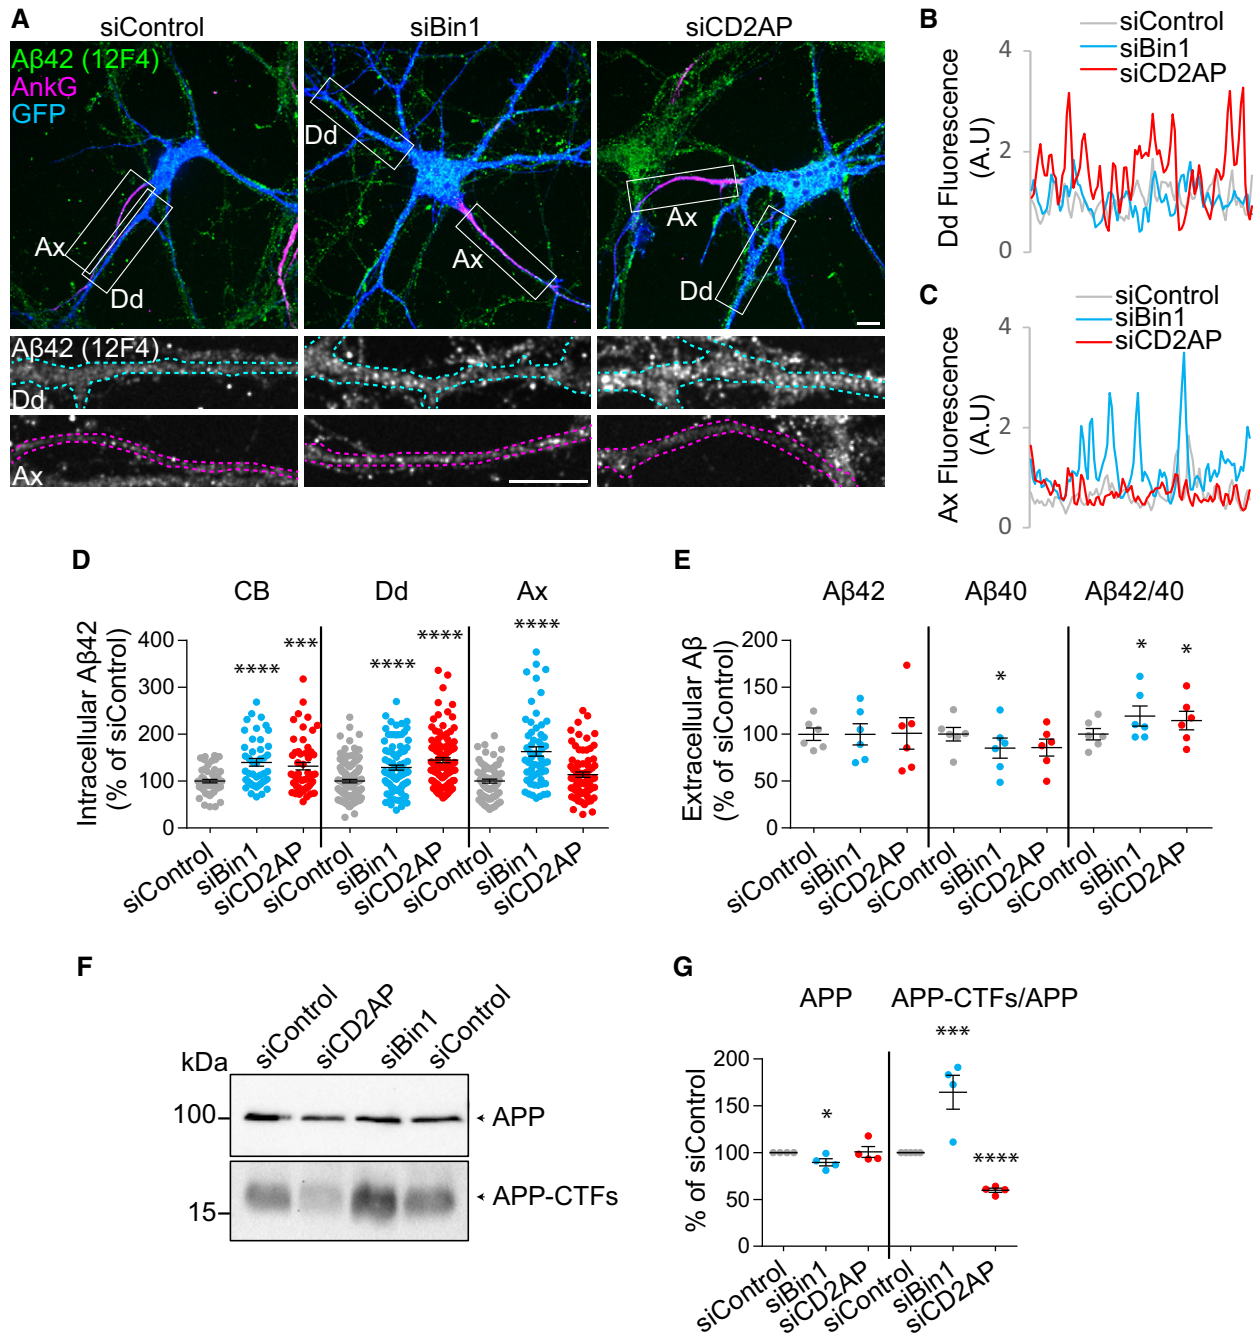 A
siControl
siBin1
siCD2AP
Aβ42 (12F4)
AnkG
GFP
Ax
Dd
Dd
Ax
Ax
Dd
Aβ42 (12F4)
Dd
Ax
B
siControl
siBin1
siCD2AP
Dd Fluorescence
(A.U)
4
2
0
C
siControl
siBin1
siCD2AP
Ax Fluorescence
(A.U)
4
2
0
D
CB
Dd
Ax
Intracellular Aβ42
(% of siControl)
400
300
200
100
0
****
***
****
****
****
siControl
siBin1
siCD2AP
siControl
siBin1
siCD2AP
siControl
siBin1
siCD2AP
E
Aβ42
Aβ40
Aβ42/40
Extracellular Aβ
(% of siControl)
200
150
100
50
0
*
*
*
siControl
siBin1
siCD2AP
siControl
siBin1
siCD2AP
siControl
siBin1
siCD2AP
F
siControl
siCD2AP
siBin1
siControl
kDa
100
APP
15
APP-CTFs
G
APP
APP-CTFs/APP
% of siControl
200
150
100
50
0
*
***
****
siControl
siBin1
siCD2AP
siControl
siBin1
siCD2AP